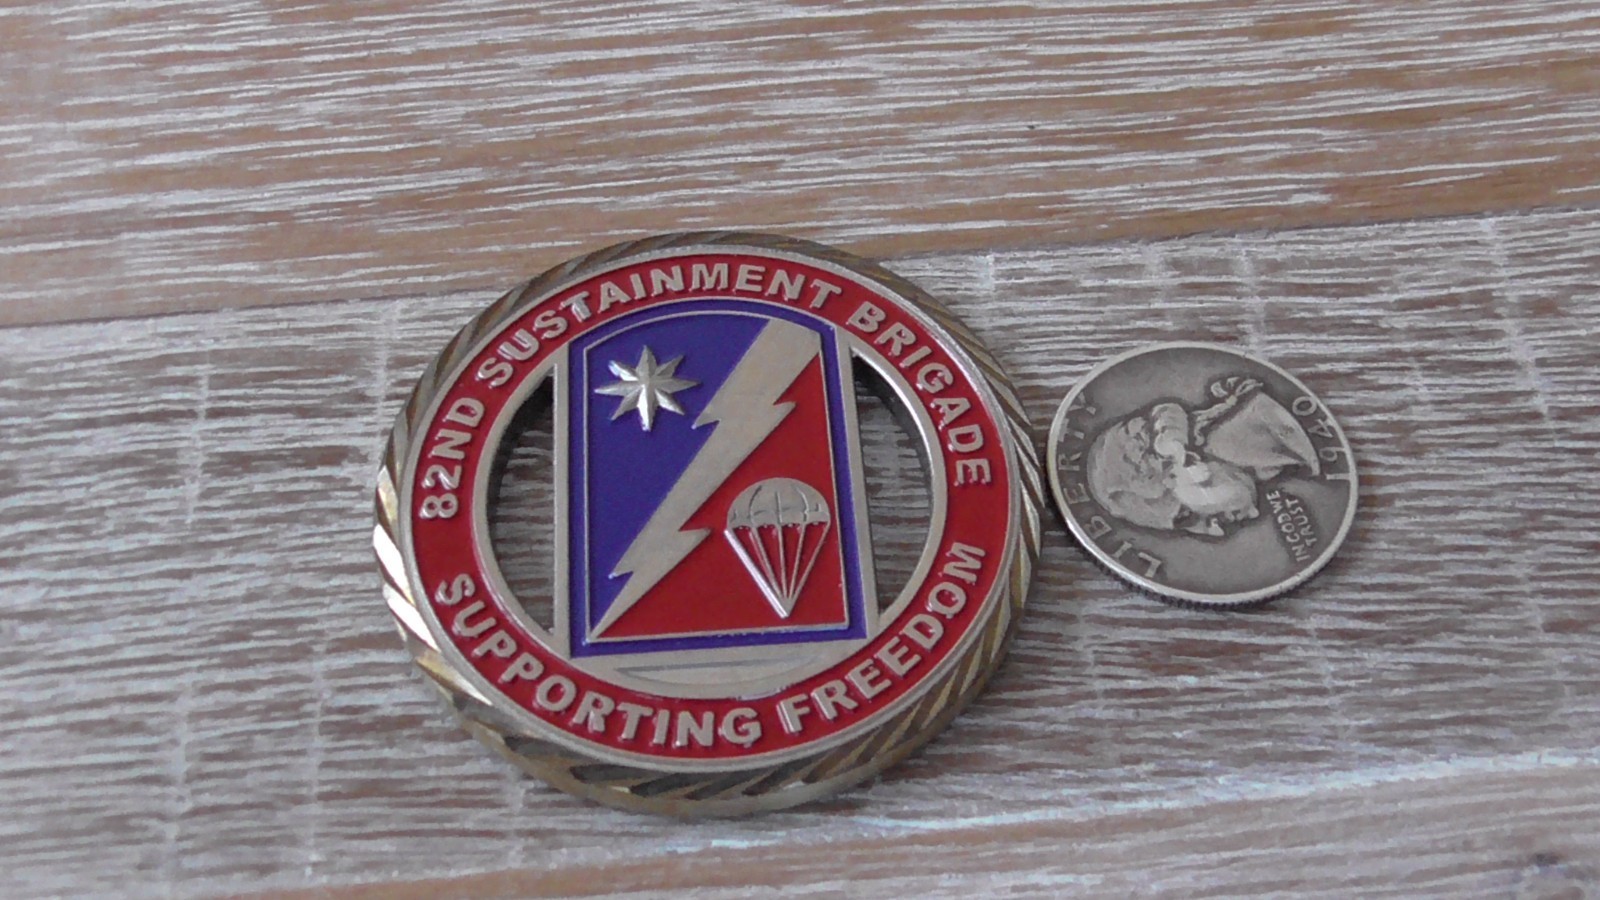 82ND SUSTAINMENT BRIGADE
SUPPORTING FREEDOM
LIBERTY
IN GOD WE
TRUST
1940